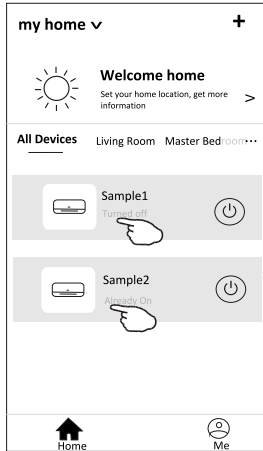 my home
Welcome home
Set your home location, get more
information
All Devices Living Room Master Bedroom
Sample1
Turned off
Sample2
Already On
Home Me